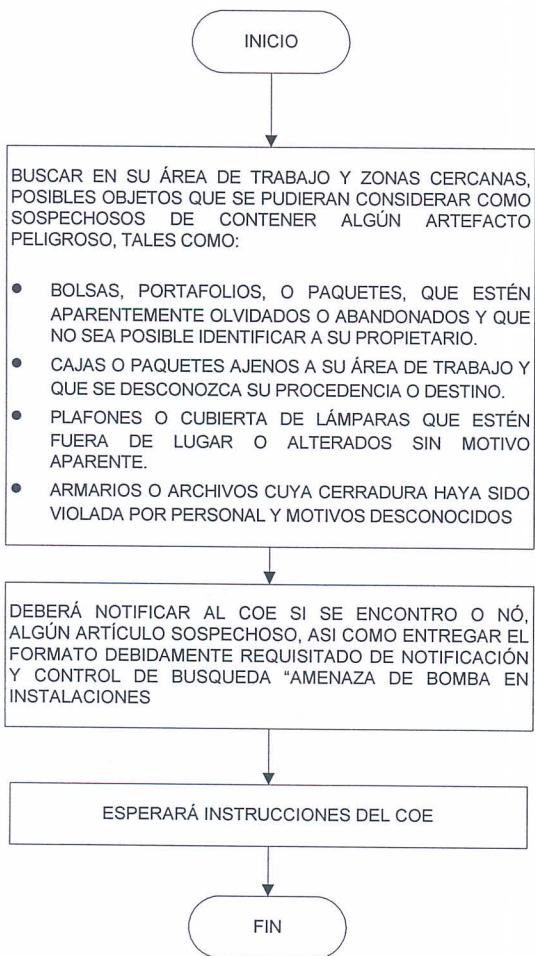 INICIO
BUSCAR EN SU ÁREA DE TRABAJO Y ZONAS CERCANAS,
POSIBLES OBJETOS QUE SE PUDIERAN CONSIDERAR COMO
SOSPECHOSOS DE CONTENER ALGÚN ARTEFACTO
PELIGROSO, TALES COMO:
● BOLSAS, PORTAFOLIOS, O PAQUETES, QUE ESTÉN
APARENTEMENTE OLVIDADOS O ABANDONADOS Y QUE
NO SEA POSIBLE IDENTIFICAR A SU PROPIETARIO.
● CAJAS O PAQUETES AJENOS A SU ÁREA DE TRABAJO Y
QUE SE DESCONOZCA SU PROCEDENCIA O DESTINO.
● PLAFONES O CUBIERTA DE LÁMPARAS QUE ESTÉN
FUERA DE LUGAR O ALTERADOS SIN MOTIVO
APARENTE.
● ARMARIOS O ARCHIVOS CUYA CERRADURA HAYA SIDO
VIOLADA POR PERSONAL Y MOTIVOS DESCONOCIDOS
DEBERÁ NOTIFICAR AL COE SI SE ENCONTRO O NÓ,
ALGÚN ARTÍCULO SOSPECHOSO, ASI COMO ENTREGAR EL
FORMATO DEBIDAMENTE REQUISITADO DE NOTIFICACIÓN
Y CONTROL DE BUSQUEDA “AMENAZA DE BOMBA EN
INSTALACIONES
ESPERARÁ INSTRUCCIONES DEL COE
FIN